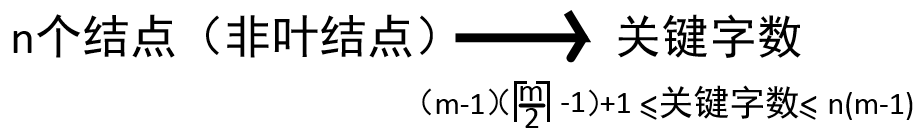 n个结点（非叶结点）⟶ 关键字数
（m-1)(⌈m/2⌉ -1)+1 ⩽关键字数⩽ n(m-1)